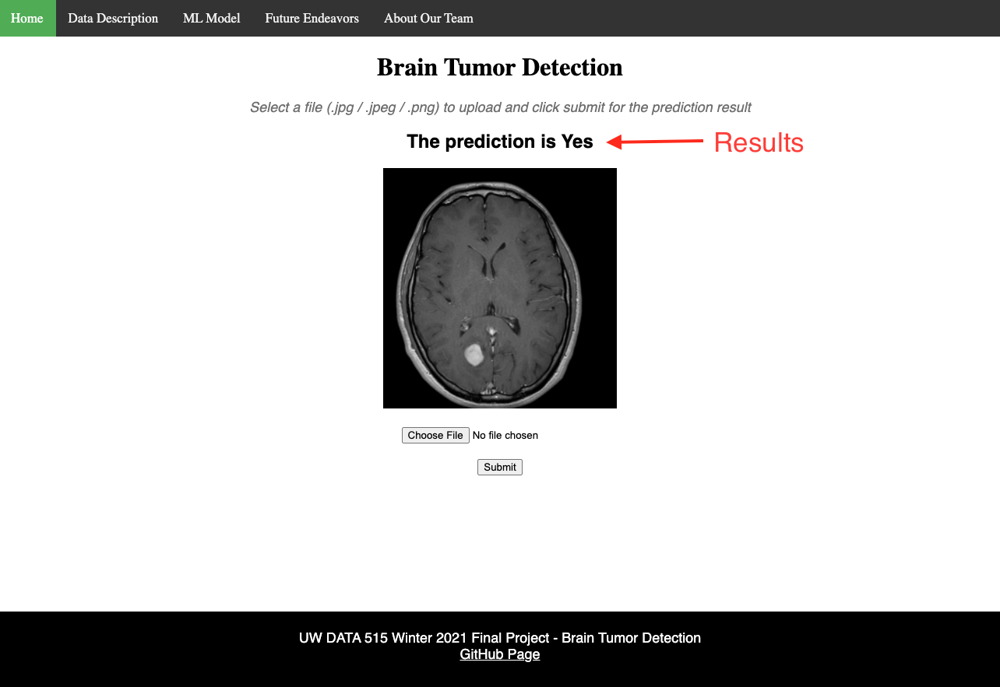 Home Data Description ML Model Future Endeavors About Our Team
Brain Tumor Detection
Select a file (.jpg / .jpeg / .png) to upload and click submit for the prediction result
The prediction is Yes
Results
Choose File No file chosen
Submit
UW DATA 515 Winter 2021 Final Project - Brain Tumor Detection
GitHub Page